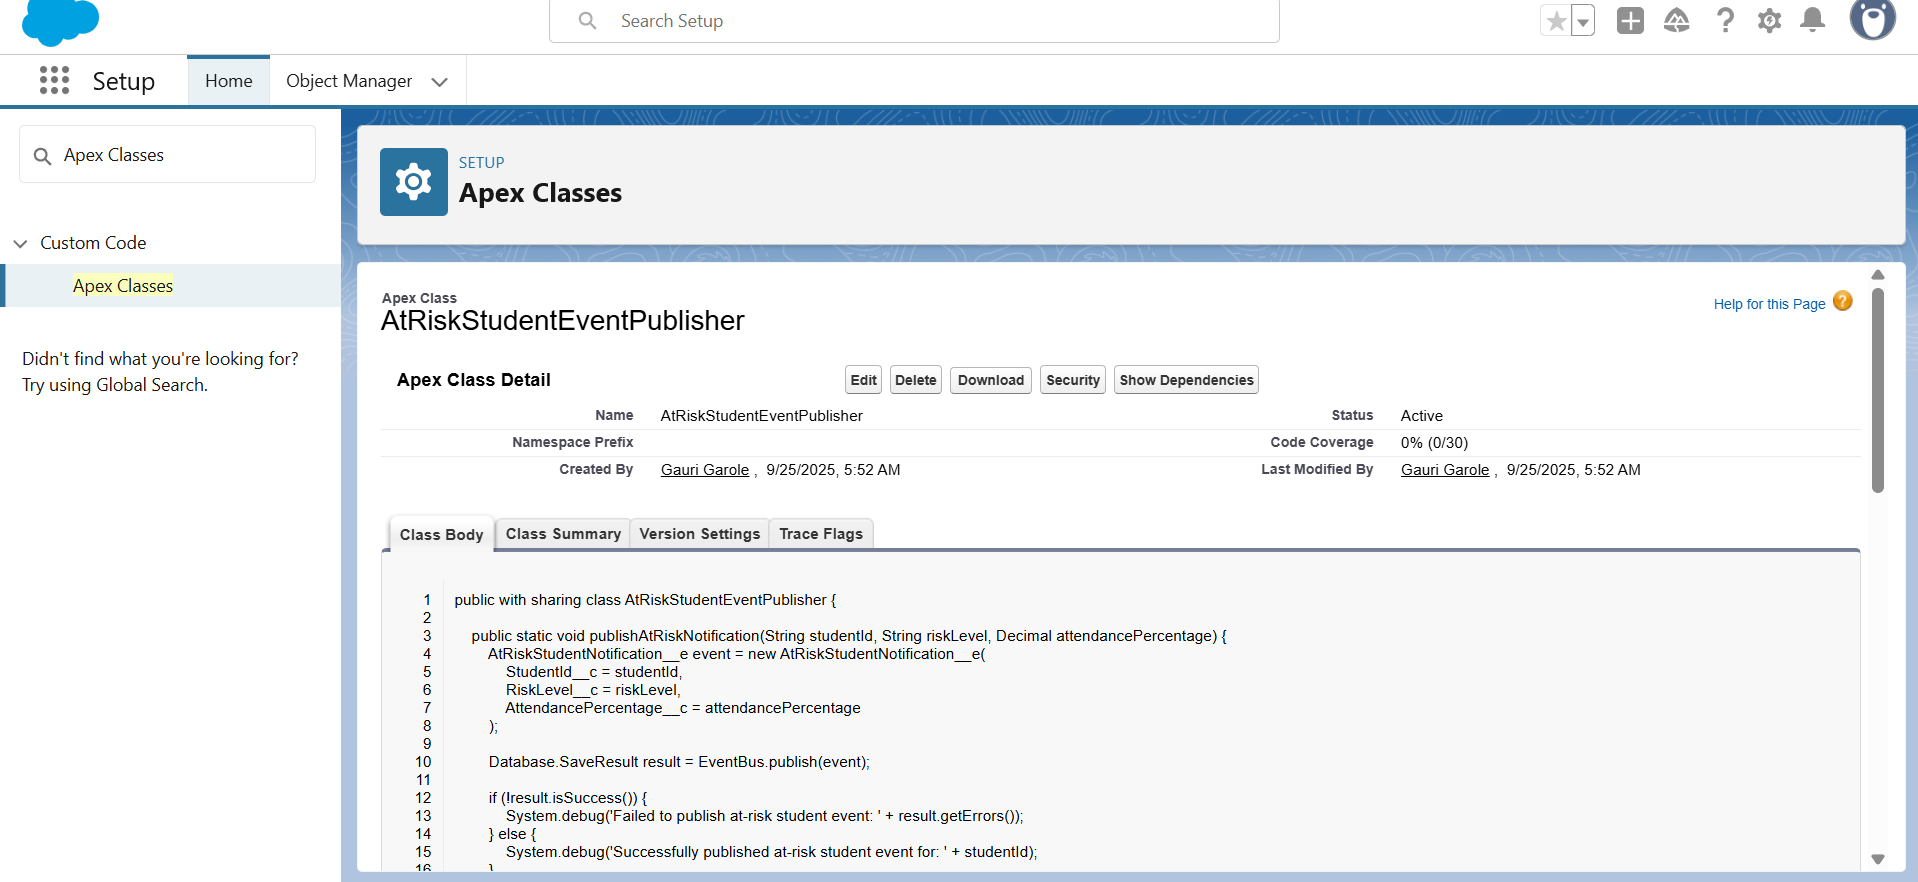 Search Setup
Setup
Home
Object Manager
Apex Classes
Custom Code
Apex Classes
Didn't find what you're looking for?
Try using Global Search.
SETUP
Apex Classes
Apex Class
AtRiskStudentEventPublisher
Help for this Page
Apex Class Detail
Edit Delete Download Security Show Dependencies
Name AtRiskStudentEventPublisher Status Active
Namespace Prefix Code Coverage 0% (0/30)
Created By Gauri Garole , 9/25/2025, 5:52 AM Last Modified By Gauri Garole , 9/25/2025, 5:52 AM
Class Body Class Summary Version Settings Trace Flags
1 public with sharing class AtRiskStudentEventPublisher {
2
3 public static void publishAtRiskNotification(String studentId, String riskLevel, Decimal attendancePercentage) {
4 AtRiskStudentNotification__e event = new AtRiskStudentNotification__e(
5 StudentId__c = studentId,
6 RiskLevel__c = riskLevel,
7 AttendancePercentage__c = attendancePercentage
8 );
9
10 Database.SaveResult result = EventBus.publish(event);
11
12 if (!result.isSuccess()) {
13 System.debug('Failed to publish at-risk student event: ' + result.getErrors());
14 } else {
15 System.debug('Successfully published at-risk student event for: ' + studentId);
16 }